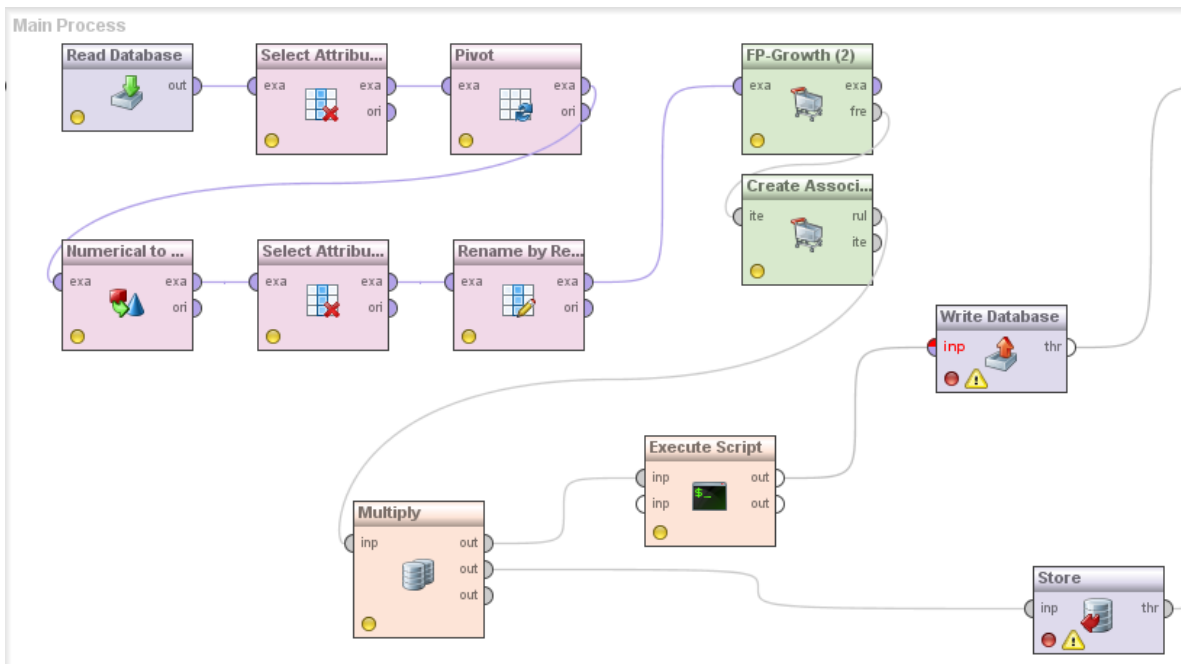 Main Process
Read Database
out
Select Attribu...
exa exa
ori
Pivot
exa exa
ori
FP-Growth (2)
exa exa
fre
Create Associ...
ite rul
ite
Numerical to ...
exa exa
ori
Select Attribu...
exa exa
ori
Rename by Re...
exa exa
ori
Write Database
inp thr
Execute Script
inp out
inp out
$_
Multiply
inp out
out
out
Store
inp thr